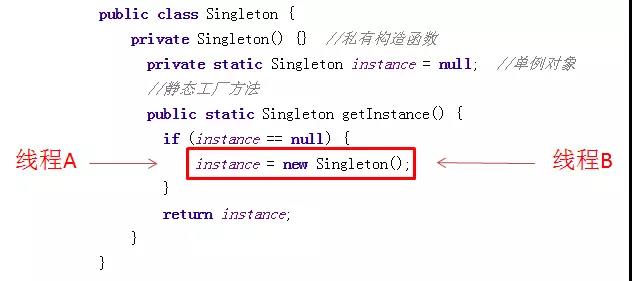 public class Singleton {
private Singleton() {} //私有构造函数
private static Singleton instance = null; //单例对象
//静态工厂方法
public static Singleton getInstance() {
if (instance == null) {
线程A instance = new Singleton(); 线程B
}
return instance;
}
}